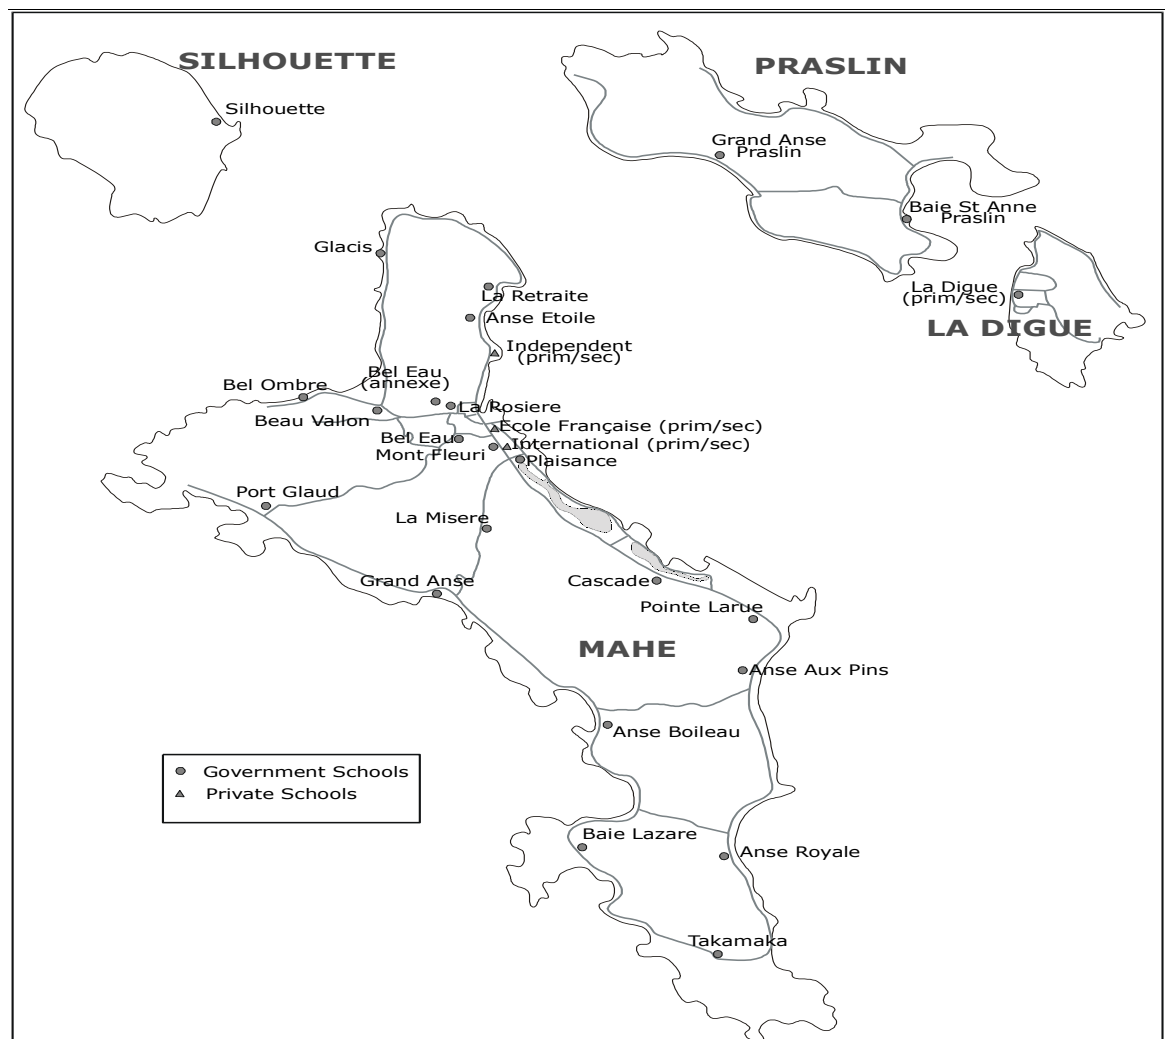 SILHOUETTE
Silhouette
PRASLIN
Grand Anse
Praslin
Baie St Anne
Praslin
La Digue
(prim/sec)
LA DIGUE
Glacis
La Retraite
Anse Etoile
Independent
(prim/sec)
Bel Eau
(annexe)
Bel Ombre
La Rosiere
Beau Vallon
Ecole Française (prim/sec)
Bel Eau
International (prim/sec)
Mont Fleuri
Plaisance
Port Glaud
La Misere
Grand Anse
Cascade
Pointe Larue
MAHE
Anse Aux Pins
Anse Boileau
Government Schools
Private Schools
Baie Lazare
Anse Royale
Takamaka